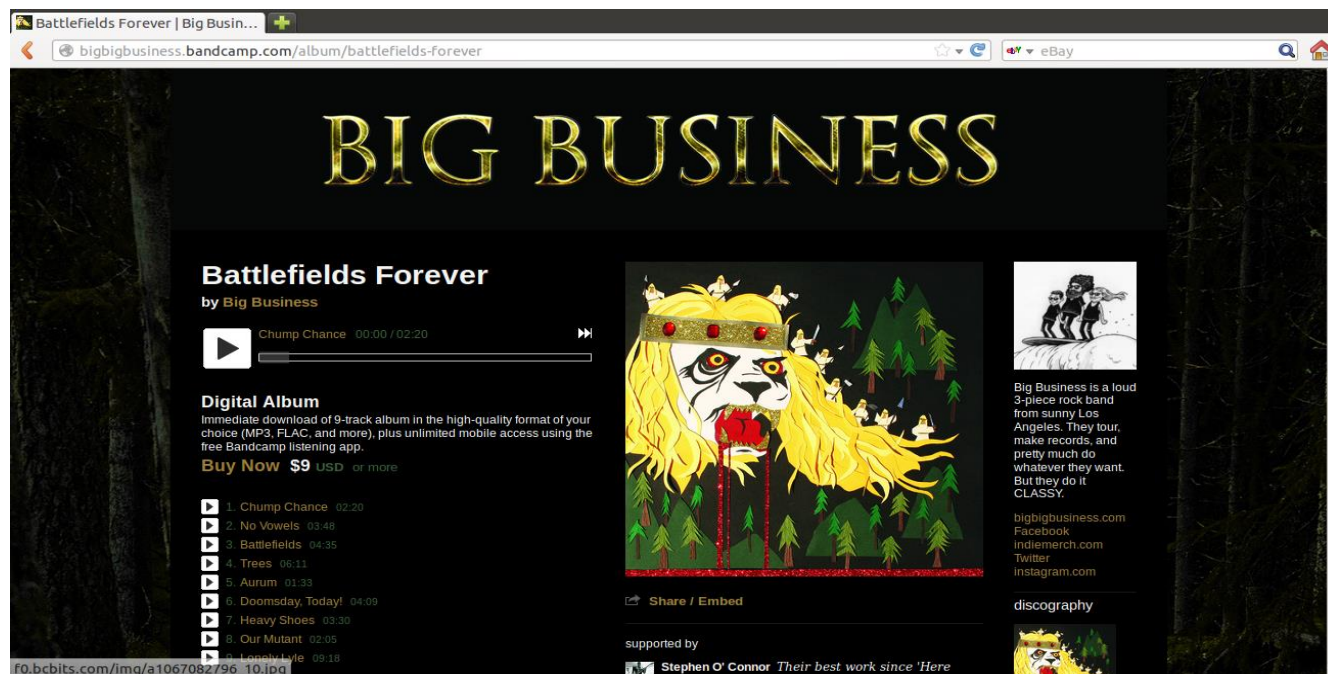 Battlefields Forever | Big Busin...
bigbigbusiness.bandcamp.com/album/battlefields-forever
eBay
BIG BUSINESS
Battlefields Forever
by Big Business
Chump Chance 00:00 / 02:20
Digital Album
Immediate download of 9-track album in the high-quality format of your
choice (MP3, FLAC, and more), plus unlimited mobile access using the
free Bandcamp listening app.
Buy Now $9 USD or more
1. Chump Chance 02:20
2. No Vowels 03:48
3. Battlefields 04:35
4. Trees 06:11
5. Aurum 01:33
6. Doomsday, Today! 04:09
7. Heavy Shoes 03:30
8. Our Mutant 02:05
9. Lonely Lyle 09:18
f0.bcbits.com/img/a1067082796_10.jpg
Share / Embed
supported by
Stephen O' Connor Their best work since 'Here
Big Business is a loud
3-piece rock band
from sunny Los
Angeles. They tour,
make records, and
pretty much do
whatever they want.
But they do it
CLASSY.
bigbigbusiness.com
Facebook
indiemerch.com
Twitter
instagram.com
discography